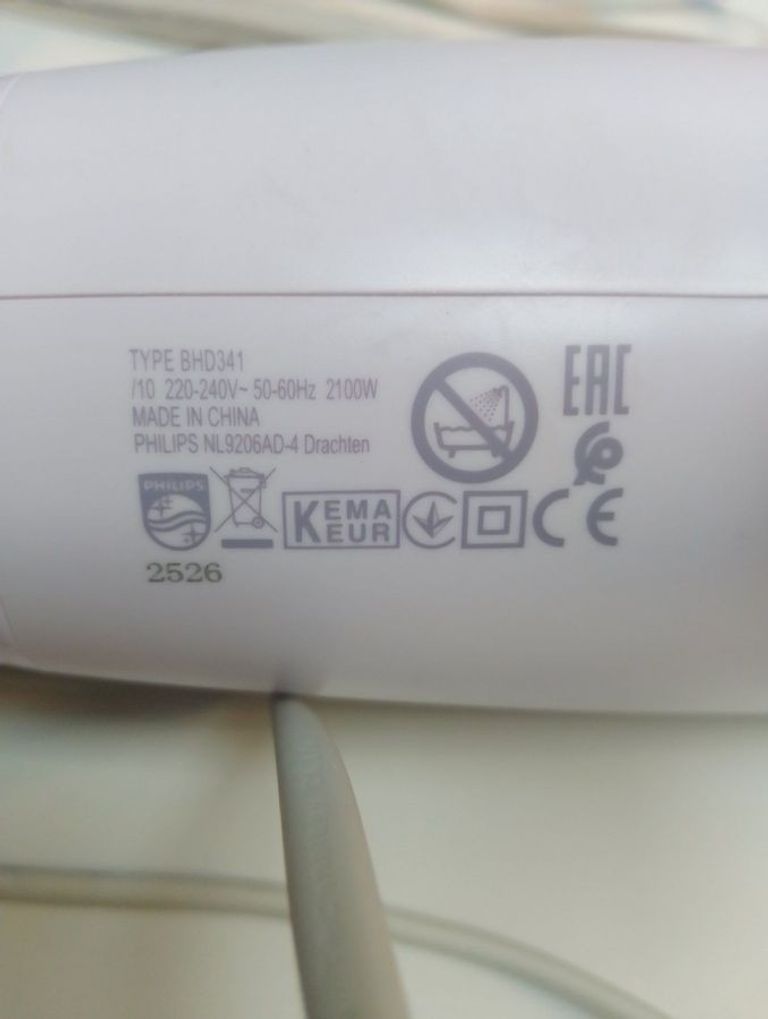 TYPE BHD341
/10 220-240V~ 50-60Hz 2100W
MADE IN CHINA
PHILIPS NL9206AD-4 Drachten
EAC
PHILIPS
KEMA
EUR
CE
2526